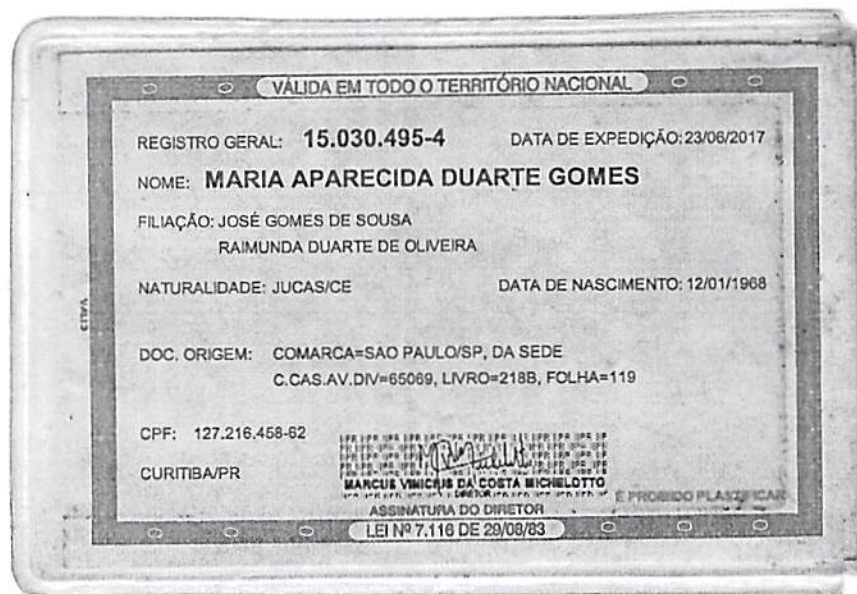 VÁLIDA EM TODO O TERRITÓRIO NACIONAL
REGISTRO GERAL: 15.030.495-4 DATA DE EXPEDIÇÃO: 23/06/2017
NOME: MARIA APARECIDA DUARTE GOMES
FILIAÇÃO: JOSÉ GOMES DE SOUSA
RAIMUNDA DUARTE DE OLIVEIRA
NATURALIDADE: JUCAS/CE DATA DE NASCIMENTO: 12/01/1968
DOC. ORIGEM: COMARCA=SAO PAULO/SP, DA SEDE
C.CAS.AV.DIV=65069, LIVRO=218B, FOLHA=119
CPF: 127.216.458-62
CURITIBA/PR
MARCUS VINICIUS DA COSTA MICHELOTTO
DIRETOR
É PROIBIDO PLASTIFICAR
ASSINATURA DO DIRETOR
LEI Nº 7.116 DE 29/08/83